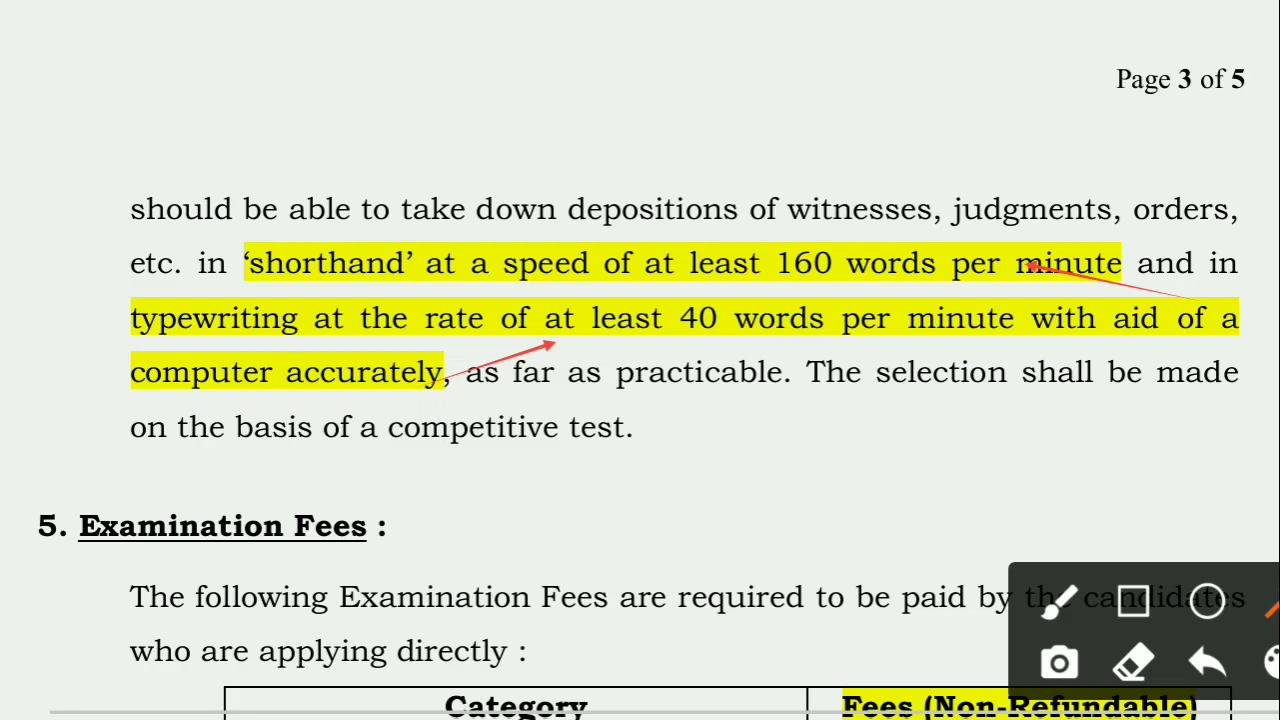 Page 3 of 5
should be able to take down depositions of witnesses, judgments, orders,
etc. in ‘shorthand’ at a speed of at least 160 words per minute and in
typewriting at the rate of at least 40 words per minute with aid of a
computer accurately, as far as practicable. The selection shall be made
on the basis of a competitive test.
5. Examination Fees :
The following Examination Fees are required to be paid by the candidates
who are applying directly :
Category Fees (Non-Refundable)